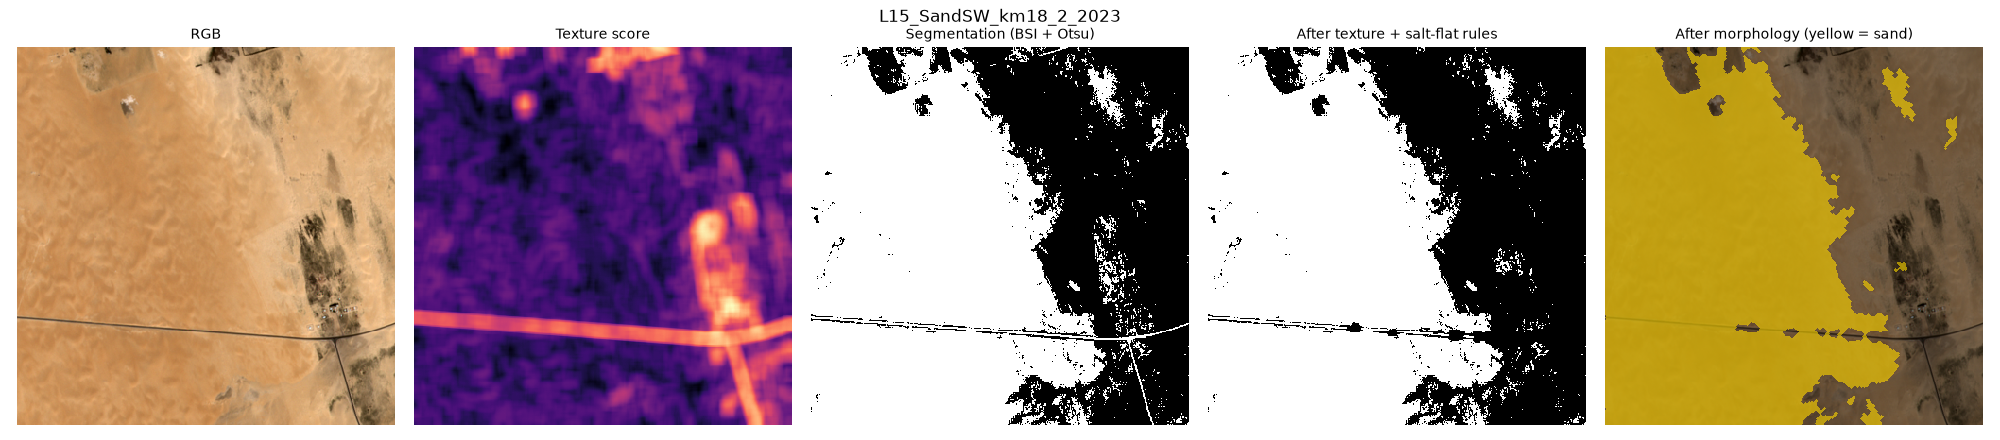 L15_SandSW_km18_2_2023
RGB
Texture score
Segmentation (BSI + Otsu)
After texture + salt-flat rules
After morphology (yellow = sand)